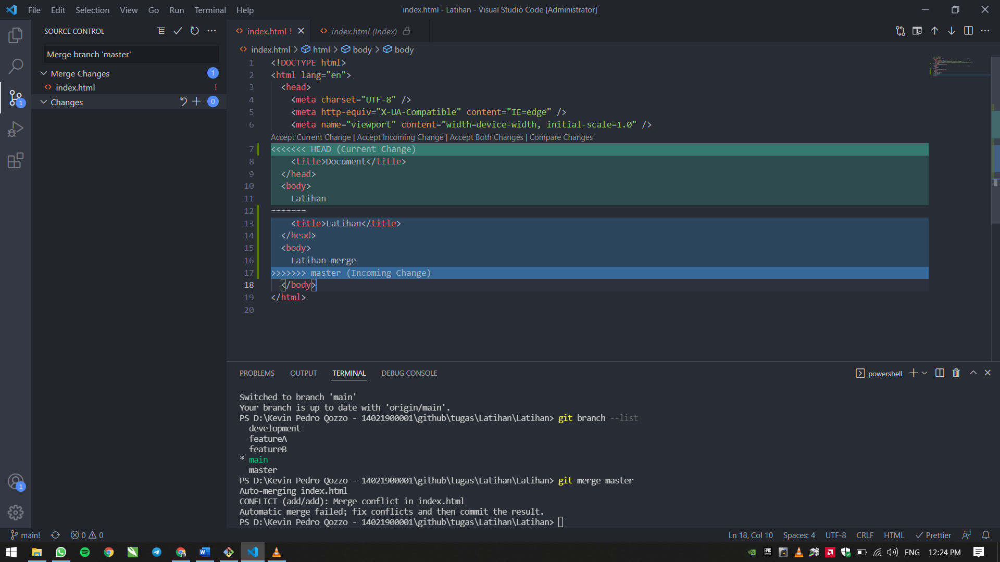 File Edit Selection View Go Run Terminal Help
index.html - Latihan - Visual Studio Code [Administrator]
SOURCE CONTROL
Merge branch 'master'
Merge Changes 1
index.html !
Changes 0
1
1
index.html !
index.html (Index)
index.html > html > body > body
1 <!DOCTYPE html>
2 <html lang="en">
3 <head>
4 <meta charset="UTF-8" />
5 <meta http-equiv="X-UA-Compatible" content="IE=edge" />
6 <meta name="viewport" content="width=device-width, initial-scale=1.0" />
Accept Current Change | Accept Incoming Change | Accept Both Changes | Compare Changes
7 <<<<<<< HEAD (Current Change)
8 <title>Document</title>
9 </head>
10 <body>
11 Latihan
12 =======
13 <title>Latihan</title>
14 </head>
15 <body>
16 Latihan merge
17 >>>>>>> master (Incoming Change)
18 </body>
19 </html>
20
PROBLEMS OUTPUT TERMINAL DEBUG CONSOLE
powershell
Switched to branch 'main'
Your branch is up to date with 'origin/main'.
PS D:\Kevin Pedro Qozzo - 14021900001\github\tugas\Latihan\Latihan> git branch --list
development
featureA
featureB
* main
master
PS D:\Kevin Pedro Qozzo - 14021900001\github\tugas\Latihan\Latihan> git merge master
Auto-merging index.html
CONFLICT (add/add): Merge conflict in index.html
Automatic merge failed; fix conflicts and then commit the result.
PS D:\Kevin Pedro Qozzo - 14021900001\github\tugas\Latihan\Latihan>
main! 0 0
Ln 18, Col 10 Spaces: 4 UTF-8 CRLF HTML Prettier
ENG 12:24 PM